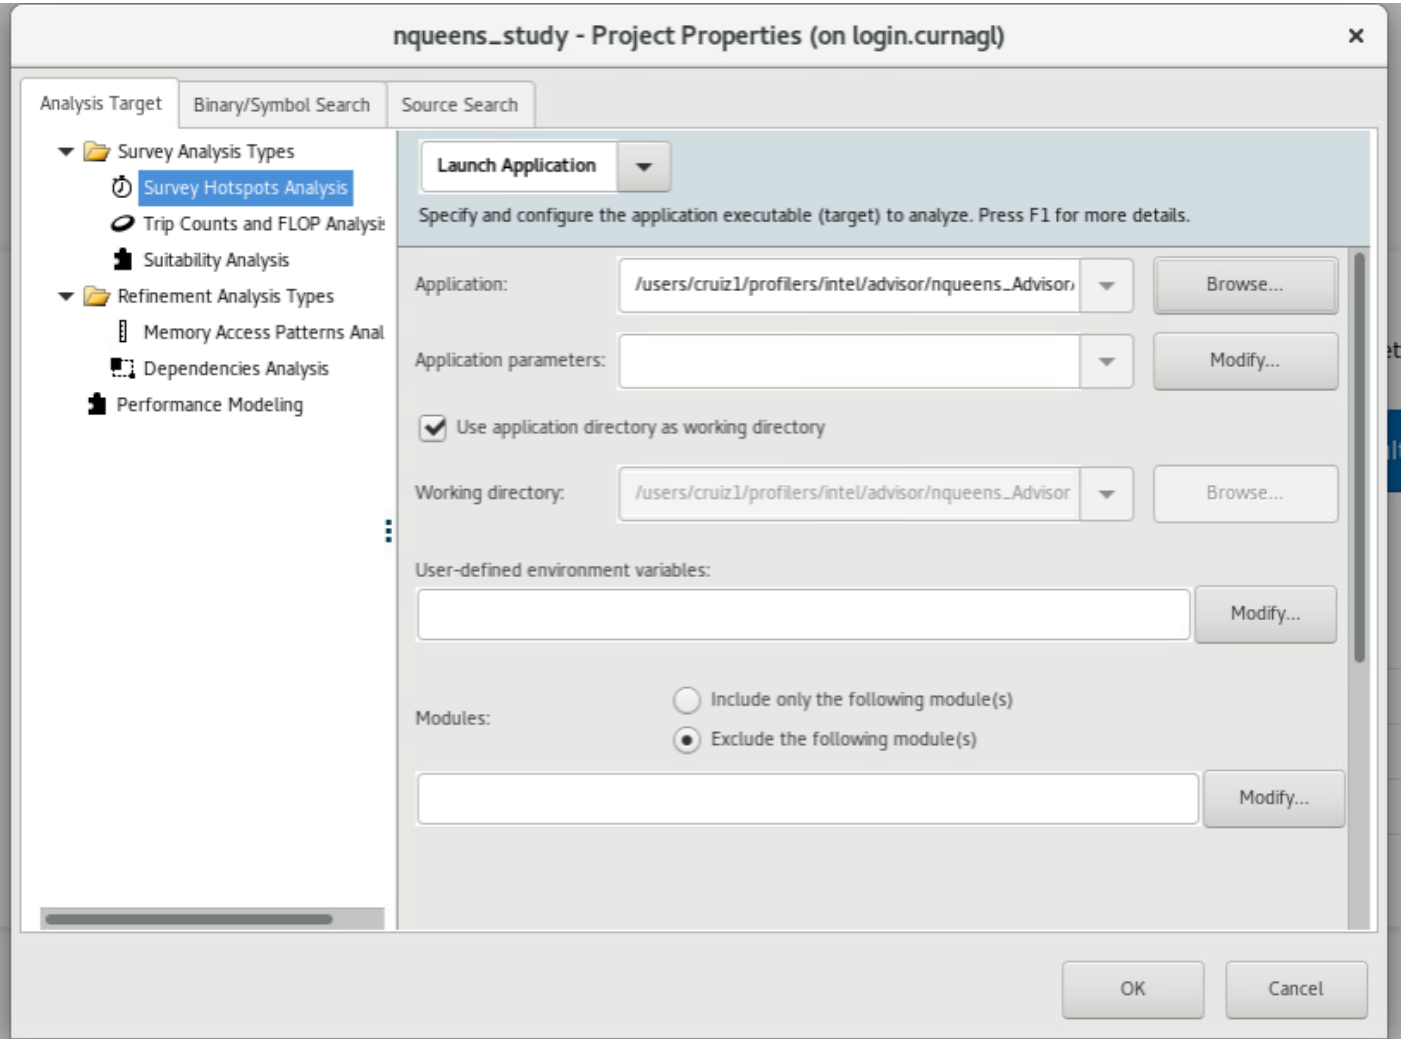 nqueens_study - Project Properties (on login.curnagl)
Analysis Target
Binary/Symbol Search
Source Search
Survey Analysis Types
Survey Hotspots Analysis
Trip Counts and FLOP Analysis
Suitability Analysis
Refinement Analysis Types
Memory Access Patterns Anal
Dependencies Analysis
Performance Modeling
Launch Application
Specify and configure the application executable (target) to analyze. Press F1 for more details.
Application: /users/cruiz1/profilers/intel/advisor/nqueens_Advisor/ Browse...
Application parameters: Modify...
Use application directory as working directory
Working directory: /users/cruiz1/profilers/intel/advisor/nqueens_Advisor Browse...
User-defined environment variables:
Modify...
Include only the following module(s)
Modules:
Exclude the following module(s)
Modify...
OK Cancel